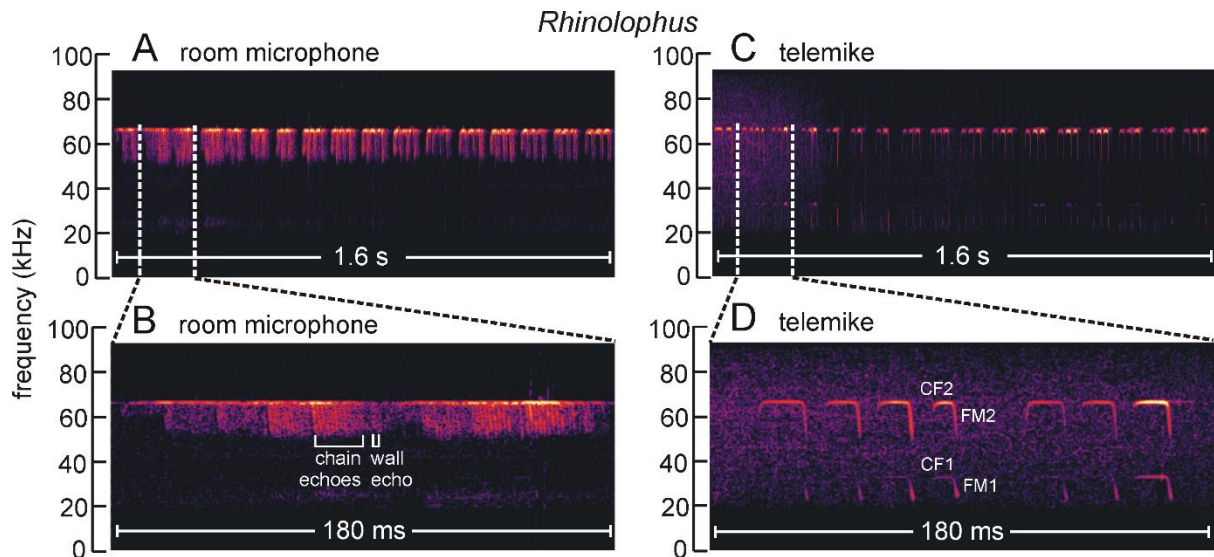 Rhinolophus
A room microphone
C telemike
frequency (kHz)
100
80
60
40
20
0
1.6 s
100
80
60
40
20
0
1.6 s
B room microphone
D telemike
100
80
60
40
20
0
chain
echoes
wall
echo
180 ms
100
80
60
40
20
0
CF2
FM2
CF1
FM1
180 ms